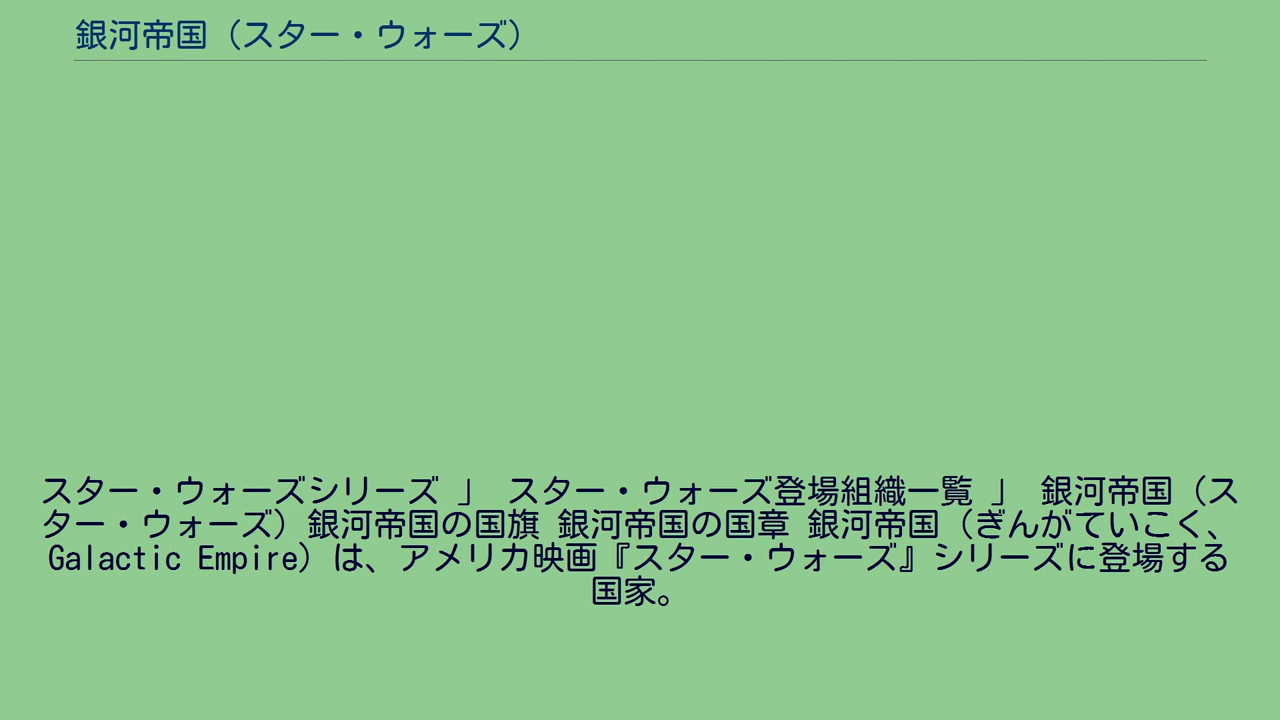 銀河帝国（スター・ウォーズ）
スター・ウォーズシリーズ 」 スター・ウォーズ登場組織一覧 」 銀河帝国（ス
ター・ウォーズ）銀河帝国の国旗 銀河帝国の国章 銀河帝国（ぎんがていこく、
Galactic Empire）は、アメリカ映画『スター・ウォーズ』シリーズに登場する
国家。